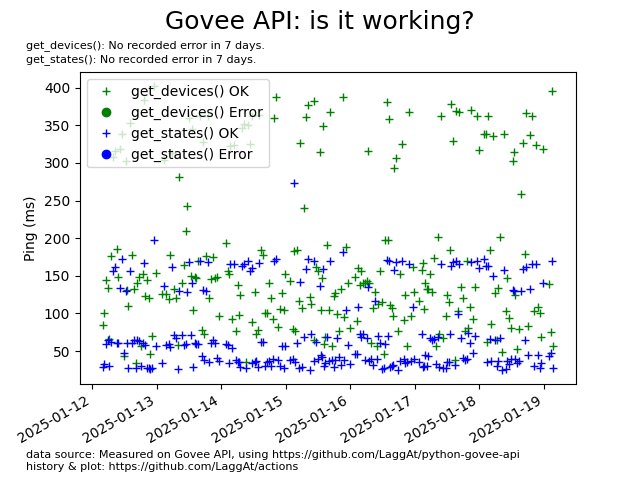 Govee API: is it working?
get_devices(): No recorded error in 7 days.
get_states(): No recorded error in 7 days.
get_devices() OK
get_devices() Error
get_states() OK
get_states() Error
Ping (ms)
400
350
300
250
200
150
100
50
2025-01-12
2025-01-13
2025-01-14
2025-01-15
2025-01-16
2025-01-17
2025-01-18
2025-01-19
data source: Measured on Govee API, using https://github.com/LaggAt/python-govee-api
history & plot: https://github.com/LaggAt/actions